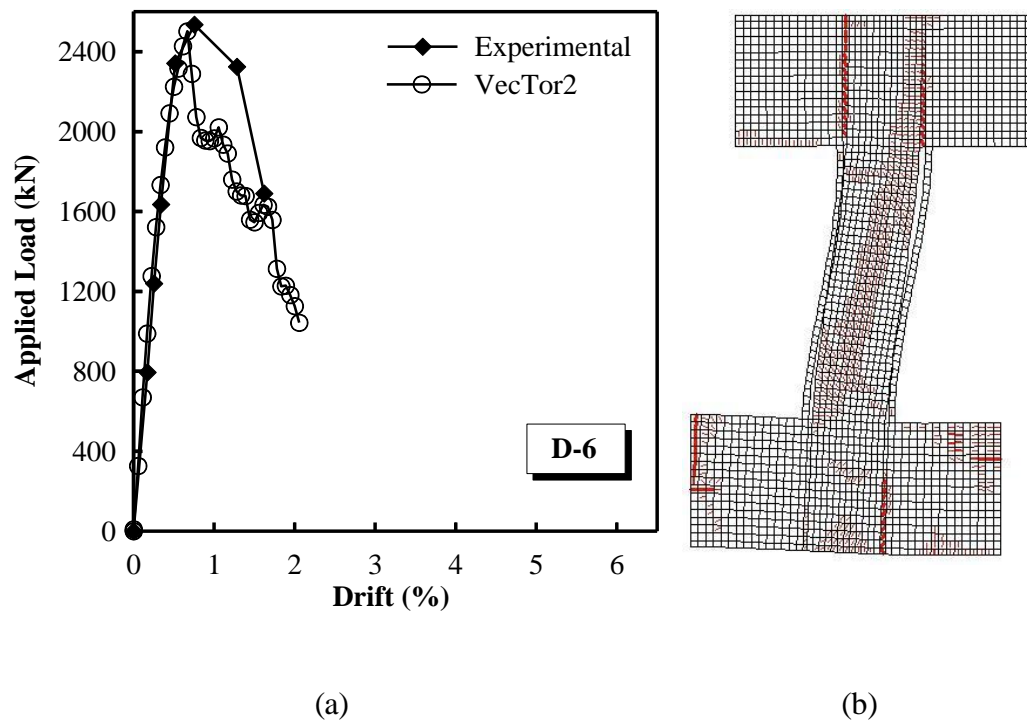 2400
2000
1600
1200
800
400
0
Applied Load (kN)
Experimental
VecTor2
D-6
0 1 2 3 4 5 6
Drift (%)
(a) (b)